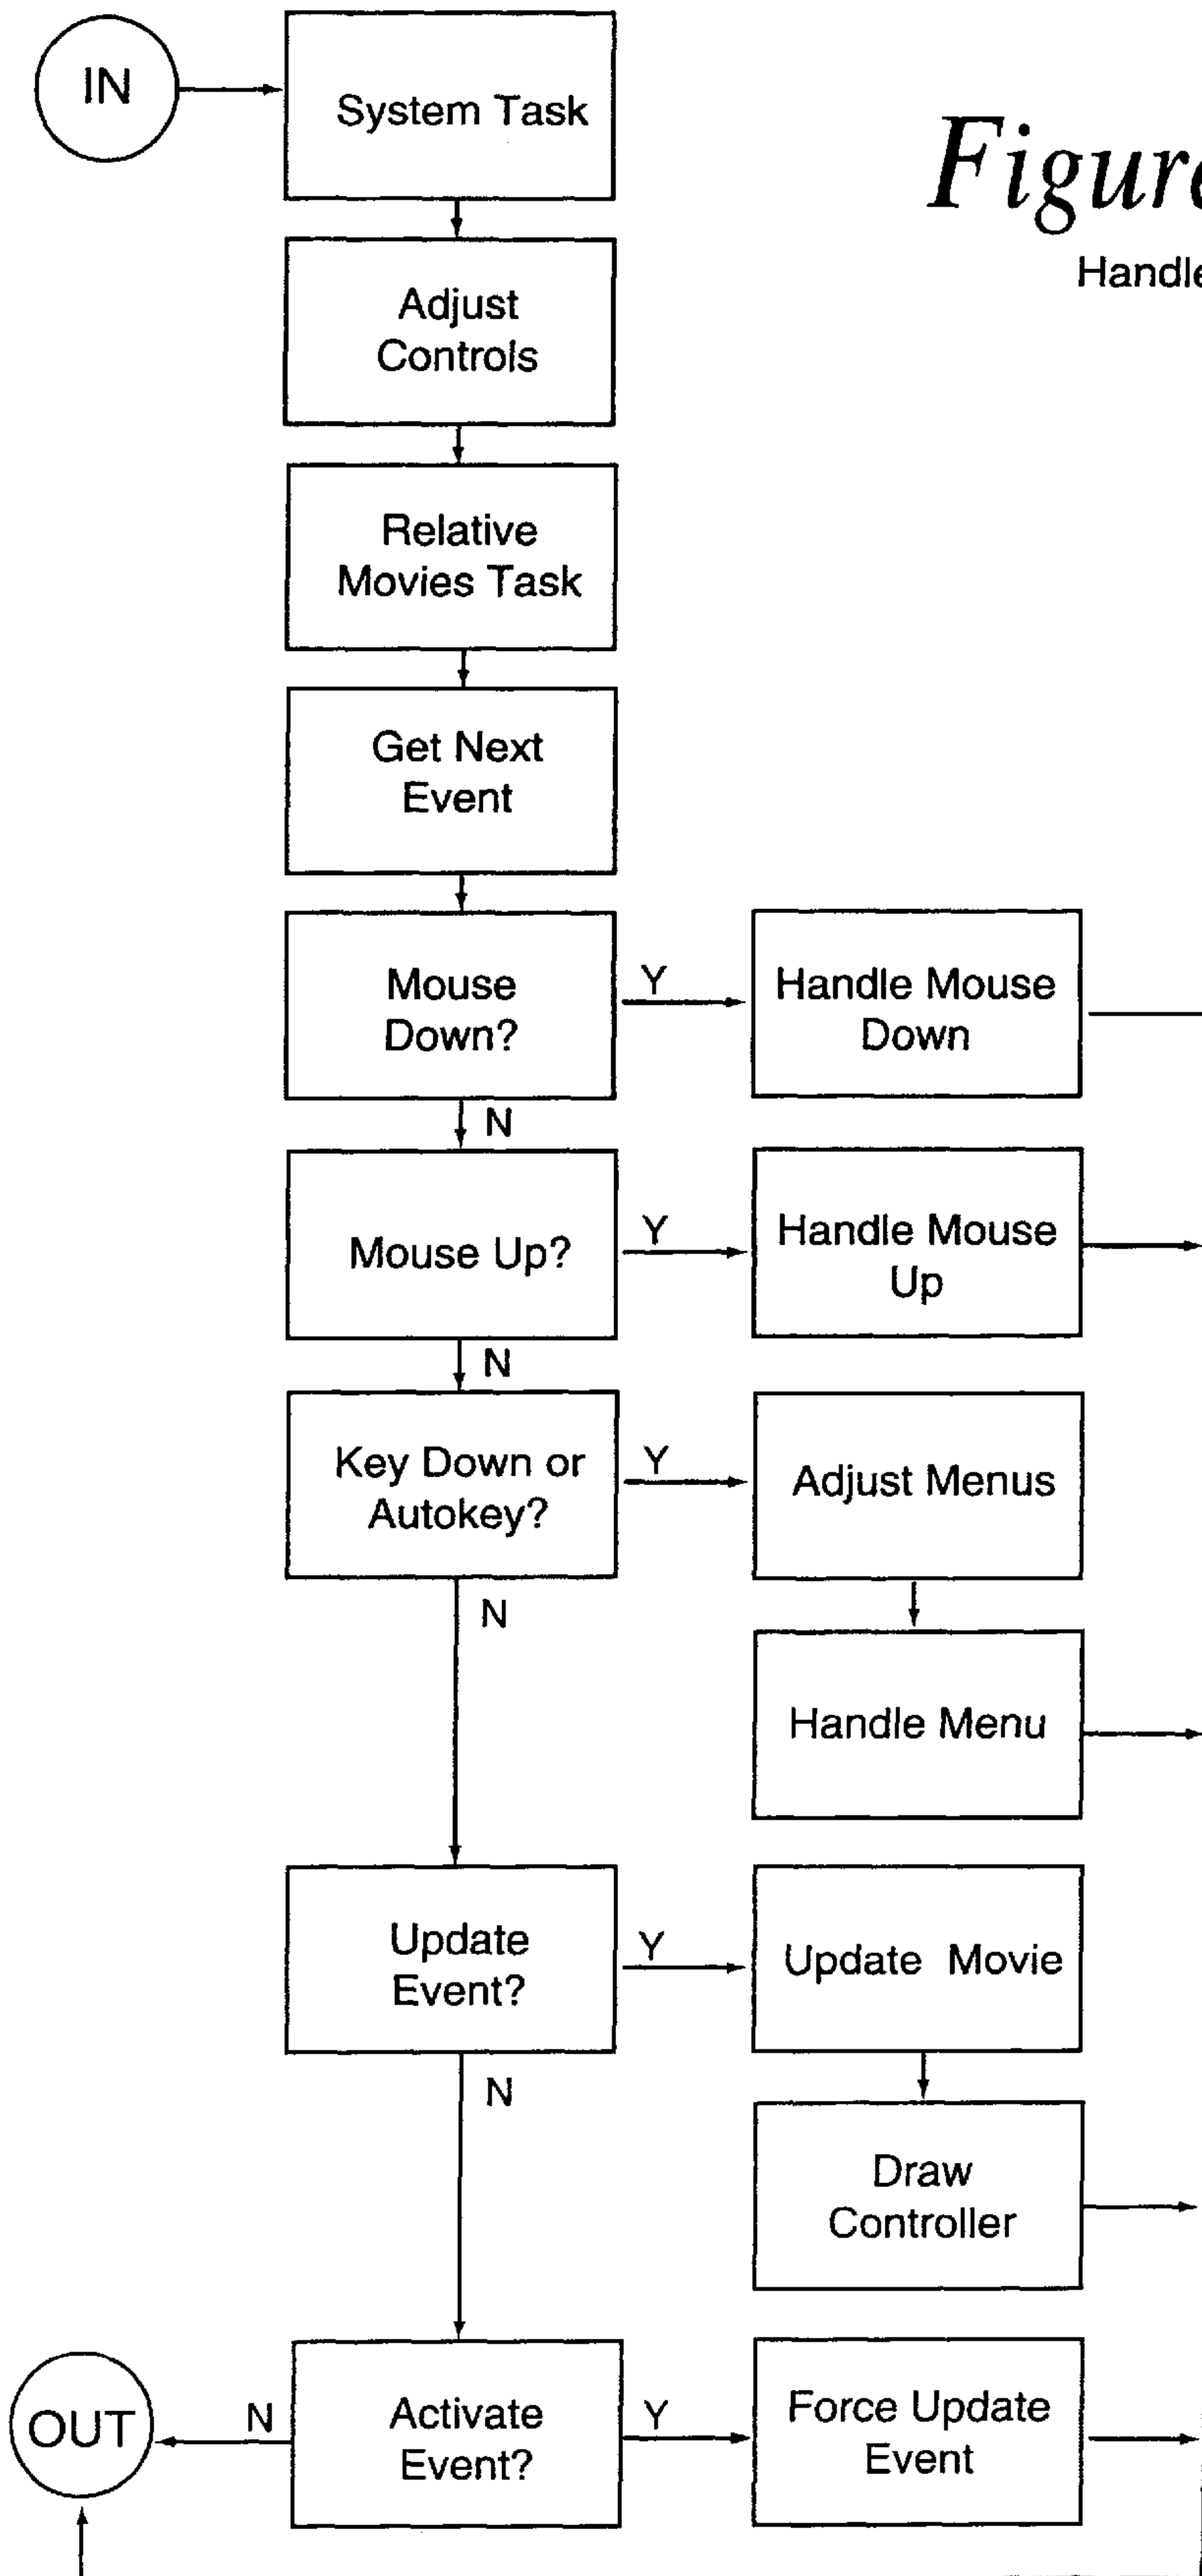 IN
System Task
Figure
Handle
Adjust
Controls
Relative
Movies Task
Get Next
Event
Mouse
Down?
Y
Handle Mouse
Down
N
Mouse Up?
Y
Handle Mouse
Up
N
Key Down or
Autokey?
Y
Adjust Menus
N
Handle Menu
Update
Event?
Y
Update Movie
N
Draw
Controller
OUT
N
Activate
Event?
Y
Force Update
Event